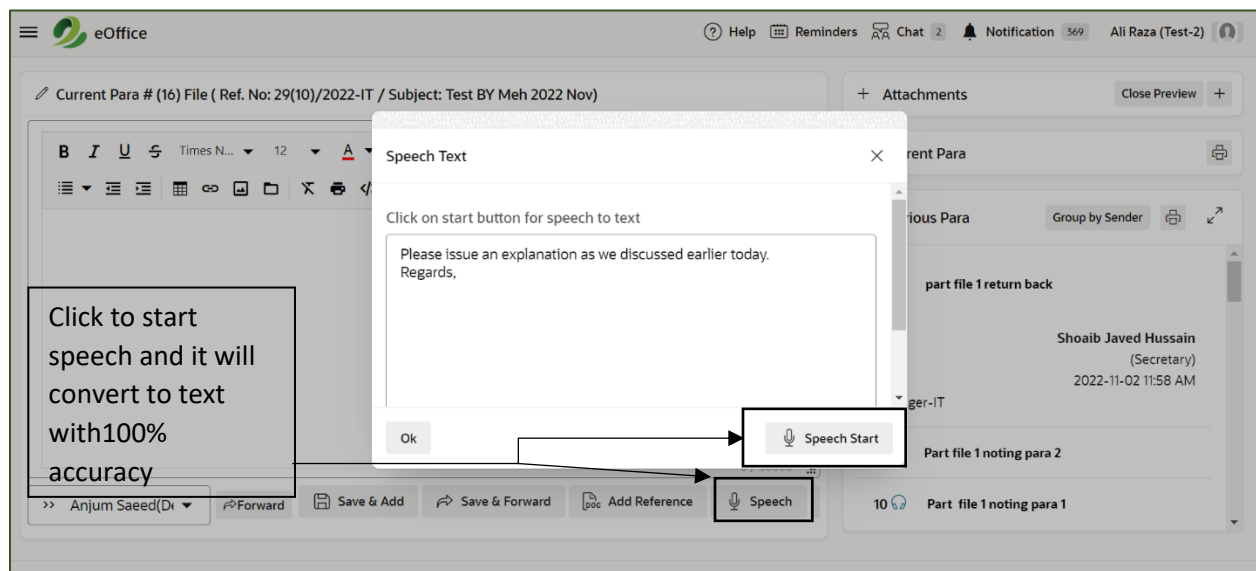 eOffice
Help Reminders Chat 2 Notification 369 Ali Raza (Test-2)
Current Para # (16) File ( Ref. No: 29(10)/2022-IT / Subject: Test BY Meh 2022 Nov)
+ Attachments Close Preview +
B I U S Times N... 12 A
Speech Text
rent Para
Click on start button for speech to text
ious Para Group by Sender
Please issue an explanation as we discussed earlier today.
Regards,
part file 1 return back
Click to start
speech and it will
convert to text
with100%
accuracy
Shoaib Javed Hussain
(Secretary)
2022-11-02 11:58 AM
ger-IT
Ok Speech Start
Part file 1 noting para 2
>> Anjum Saeed(De Forward Save & Add Save & Forward doc Add Reference Speech
10 Part file 1 noting para 1